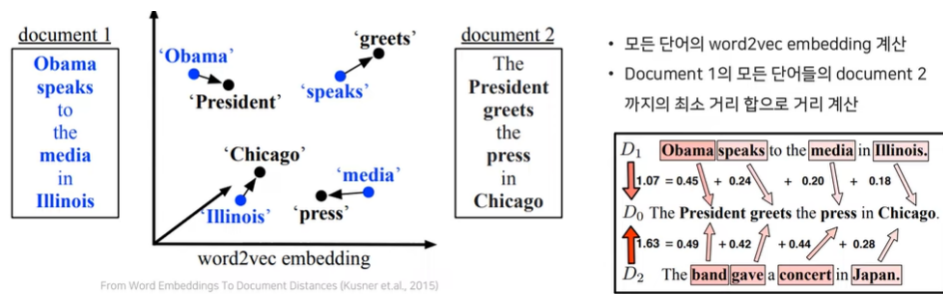 document 1
Obama
speaks
to
the
media
in
Illinois
'Obama'
'President'
'greets'
'speaks'
'Chicago'
'Illinois'
'media'
'press'
word2vec embedding
document 2
The
President
greets
the
press
in
Chicago
From Word Embeddings To Document Distances (Kusner et.al., 2015)
• 모든 단어의 word2vec embedding 계산
• Document 1의 모든 단어들의 document 2
까지의 최소 거리 합으로 거리 계산
D1 Obama speaks to the media in Illinois.
1.07 = 0.45 + 0.24 + 0.20 + 0.18
D0 The President greets the press in Chicago.
1.63 = 0.49 + 0.42 + 0.44 + 0.28
D2 The band gave a concert in Japan.